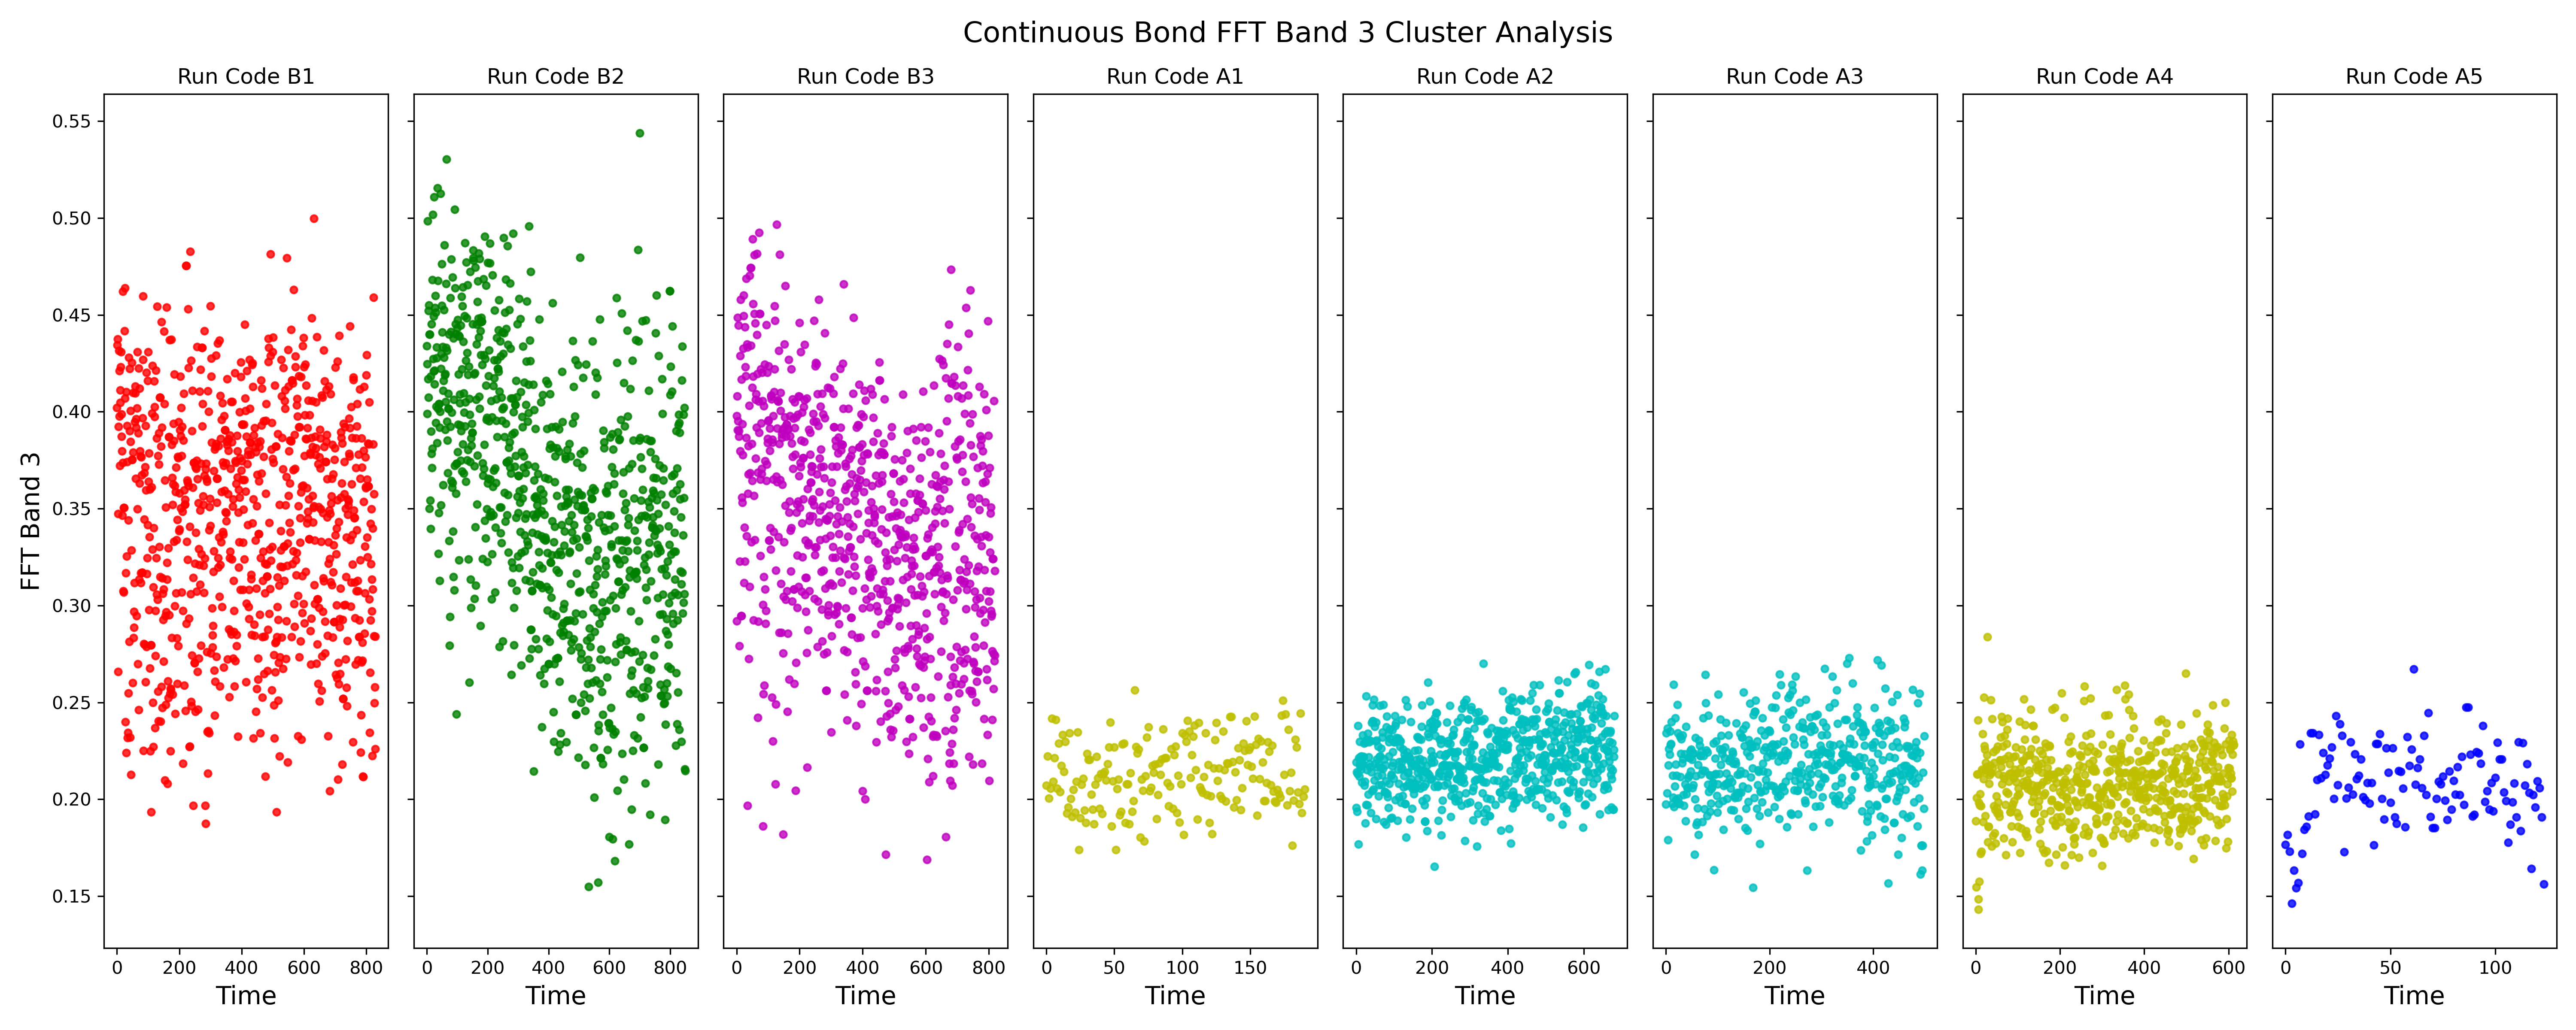 Continuous Bond FFT Band 3 Cluster Analysis
Run Code B1 Run Code B2 Run Code B3 Run Code A1 Run Code A2 Run Code A3 Run Code A4 Run Code A5
FFT Band 3
0.55
0.50
0.45
0.40
0.35
0.30
0.25
0.20
0.15
0 200 400 600 800 0 200 400 600 800 0 200 400 600 800 0 50 100 150 0 200 400 600 0 200 400 0 200 400 600 0 50 100
Time Time Time Time Time Time Time Time